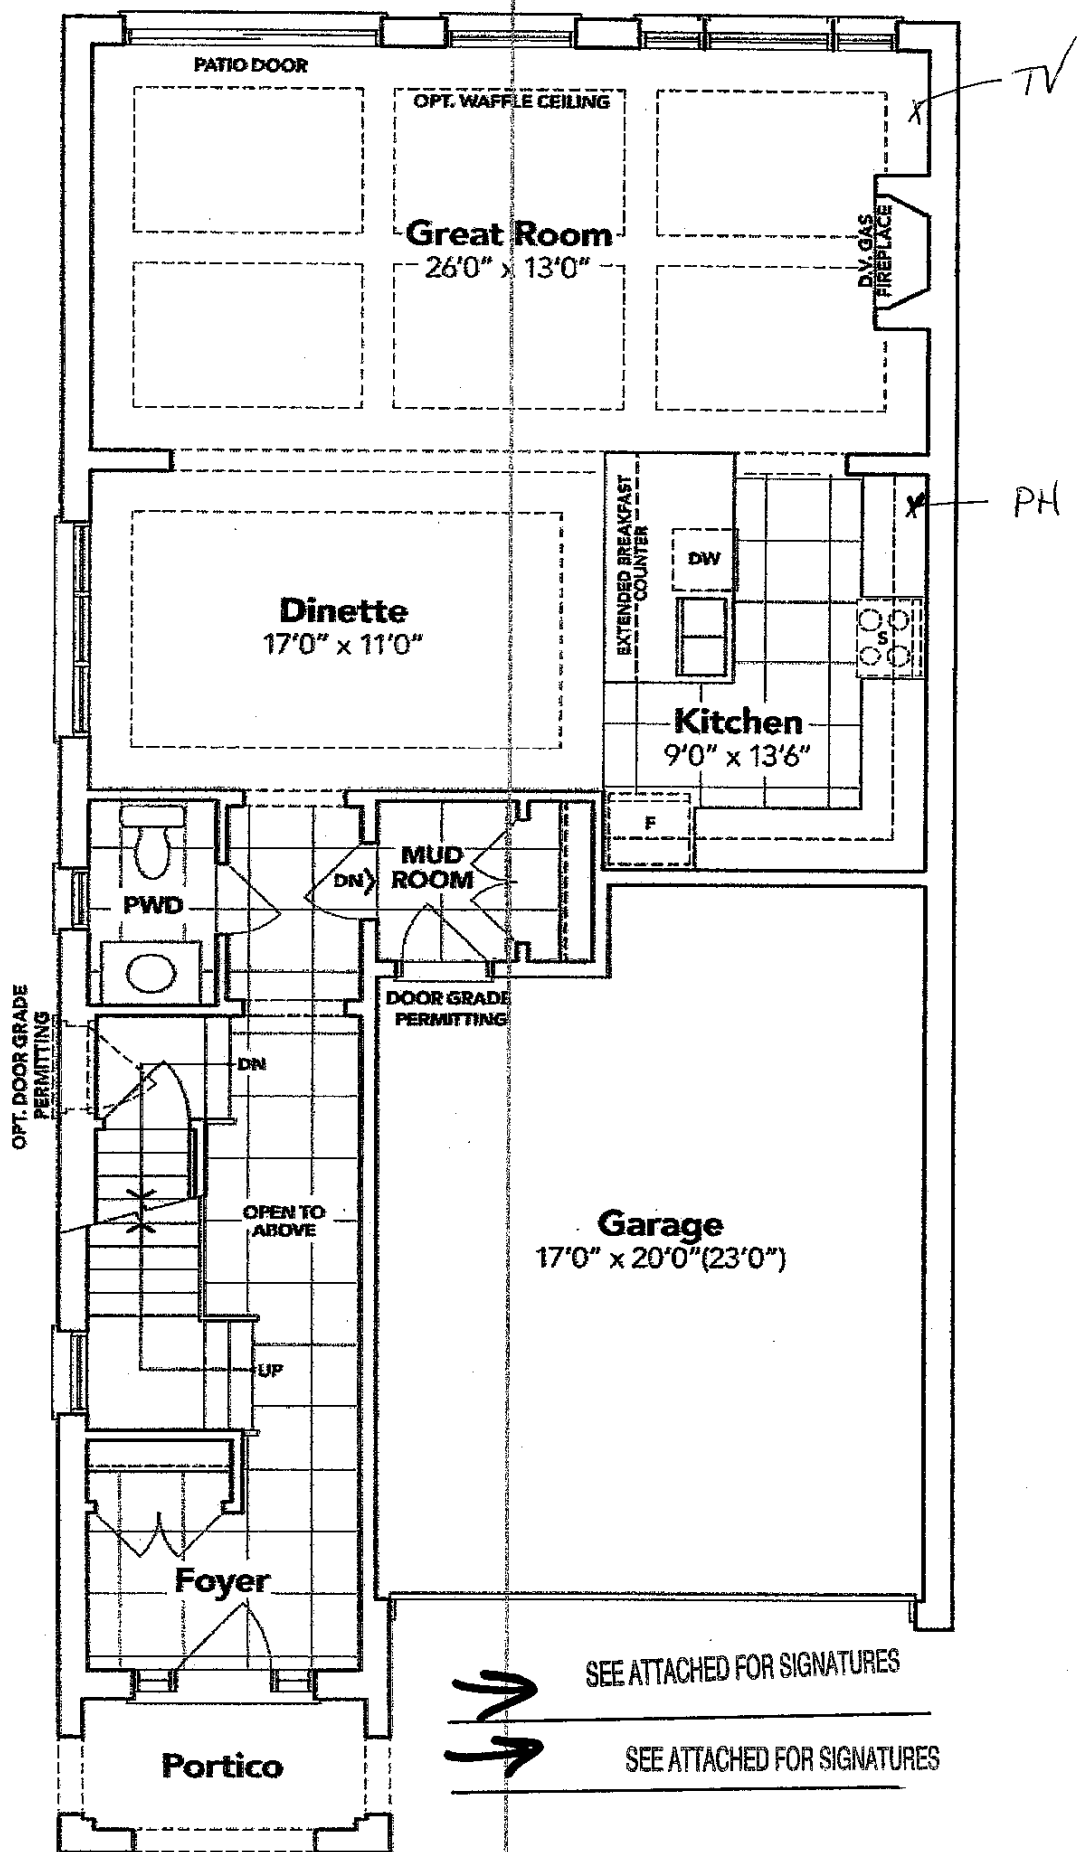 PATIO DOOR
TV
OPT. WAFFLE CEILING
Great Room
26'0" x 13'0"
D.V. GAS
FIREPLACE
EXTENDED BREAKFAST
COUNTER
PH
DW
Dinette
17'0" x 11'0"
S
Kitchen
9'0" x 13'6"
F
MUD
ROOM
DN
PWD
DOOR GRADE
PERMITTING
OPT. DOOR GRADE
PERMITTING
DN
OPEN TO
ABOVE
Garage
17'0" x 20'0"(23'0")
UP
Foyer
SEE ATTACHED FOR SIGNATURES
SEE ATTACHED FOR SIGNATURES
Portico